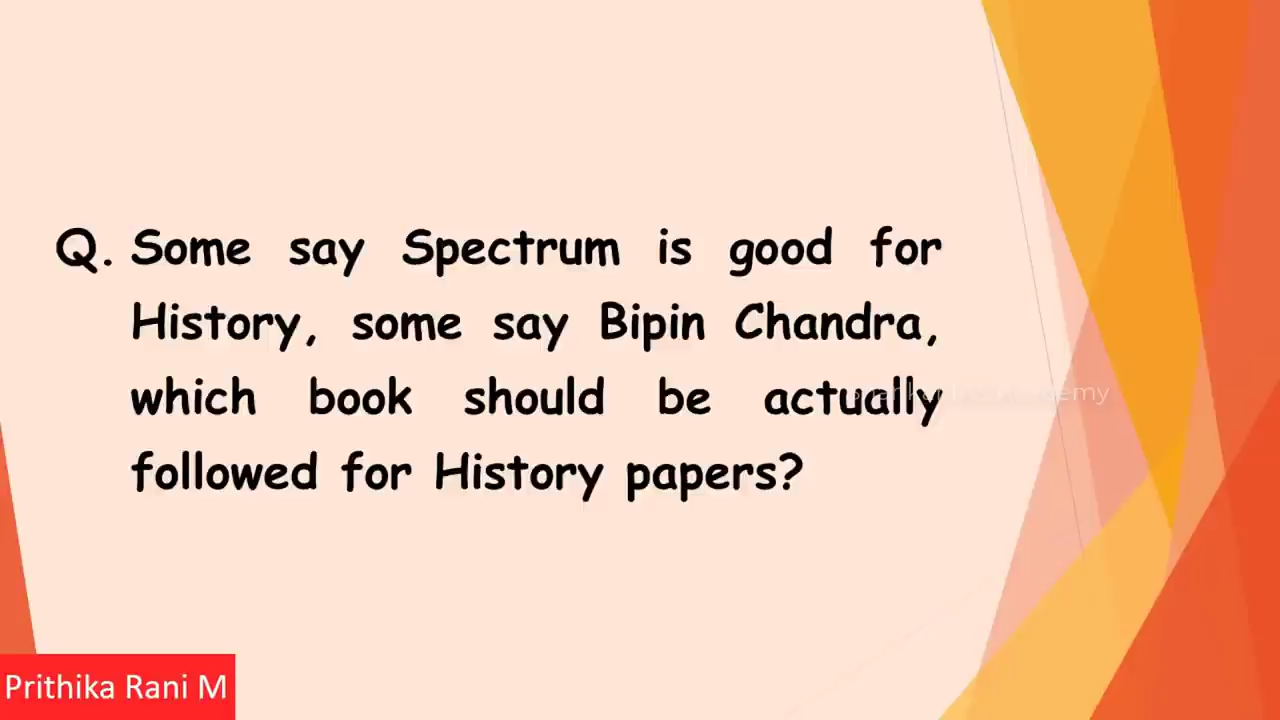 Q. Some say Spectrum is good for
History, some say Bipin Chandra,
which book should be actually
followed for History papers?
Prithika Rani M